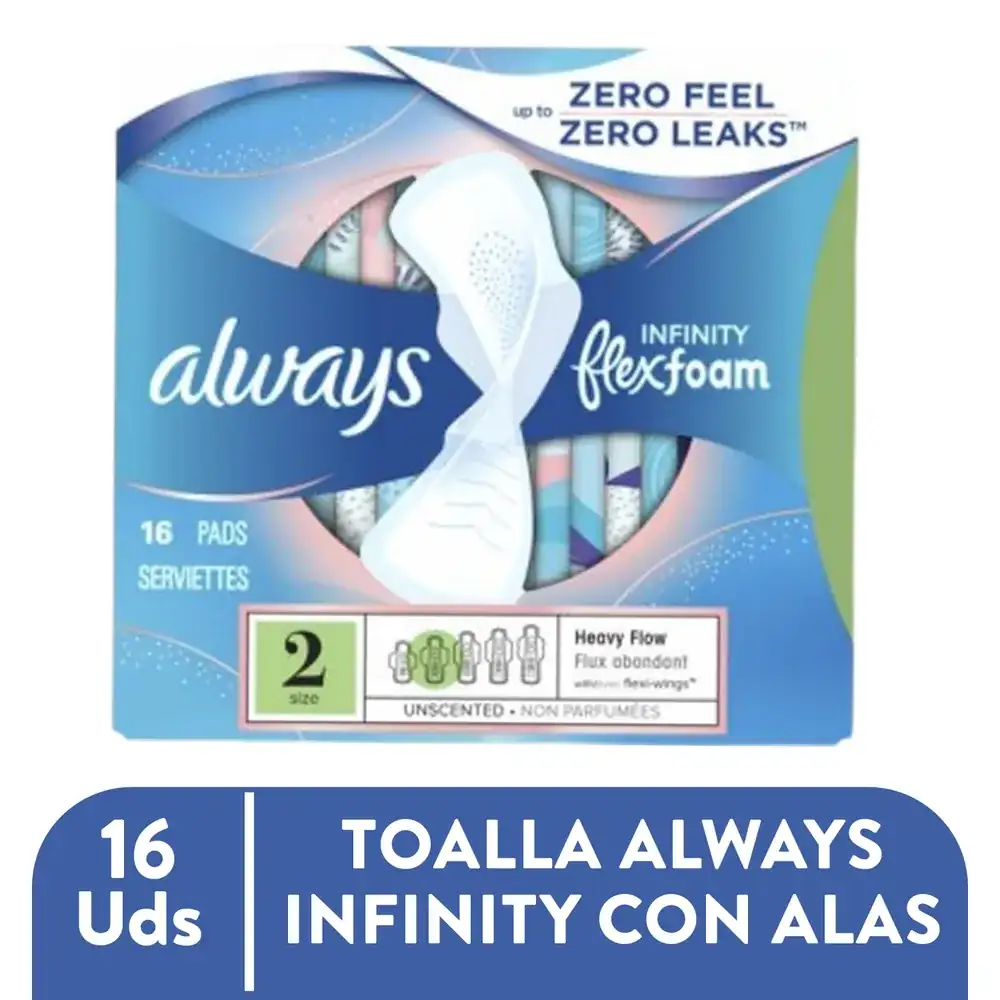 up to ZERO FEEL
ZERO LEAKS™
always
INFINITY
flexfoam
16 PADS
SERVIETTES
2
size
Heavy Flow
Flux abondant
flexi-wings™
UNSCENTED • NON PARFUMÉES
16
Uds
TOALLA ALWAYS
INFINITY CON ALAS